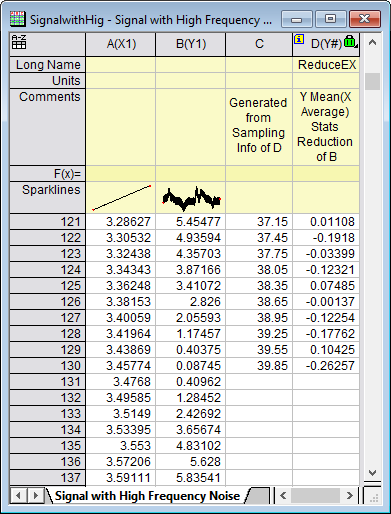 SignalwithHig - Signal with High Frequency ...
A(X1) B(Y1) C D(Y#)
Long Name ReduceEX
Units
Comments Generated from Sampling Info of D Y Mean(X Average) Stats Reduction of B
F(x)=
Sparklines
121 3.28627 5.45477 37.15 0.01108
122 3.30532 4.93594 37.45 -0.1918
123 3.32438 4.35703 37.75 -0.03399
124 3.34343 3.87166 38.05 -0.12321
125 3.36248 3.41072 38.35 0.07485
126 3.38153 2.826 38.65 -0.00137
127 3.40059 2.05593 38.95 -0.12254
128 3.41964 1.17457 39.25 -0.17762
129 3.43869 0.40375 39.55 0.10425
130 3.45774 0.08745 39.85 -0.26257
131 3.4768 0.40962
132 3.49585 1.28452
133 3.5149 2.42692
134 3.53395 3.65674
135 3.553 4.83102
136 3.57206 5.628
137 3.59111 5.83541
Signal with High Frequency Noise